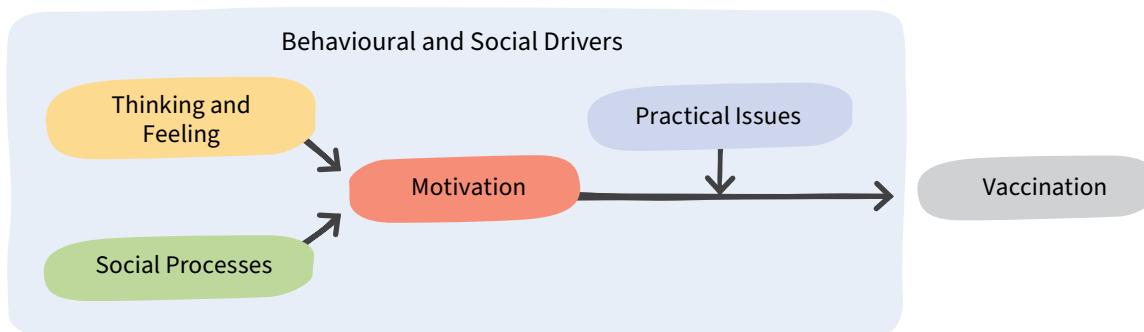 Behavioural and Social Drivers
Thinking and
Feeling
Practical Issues
Motivation
Vaccination
Social Processes